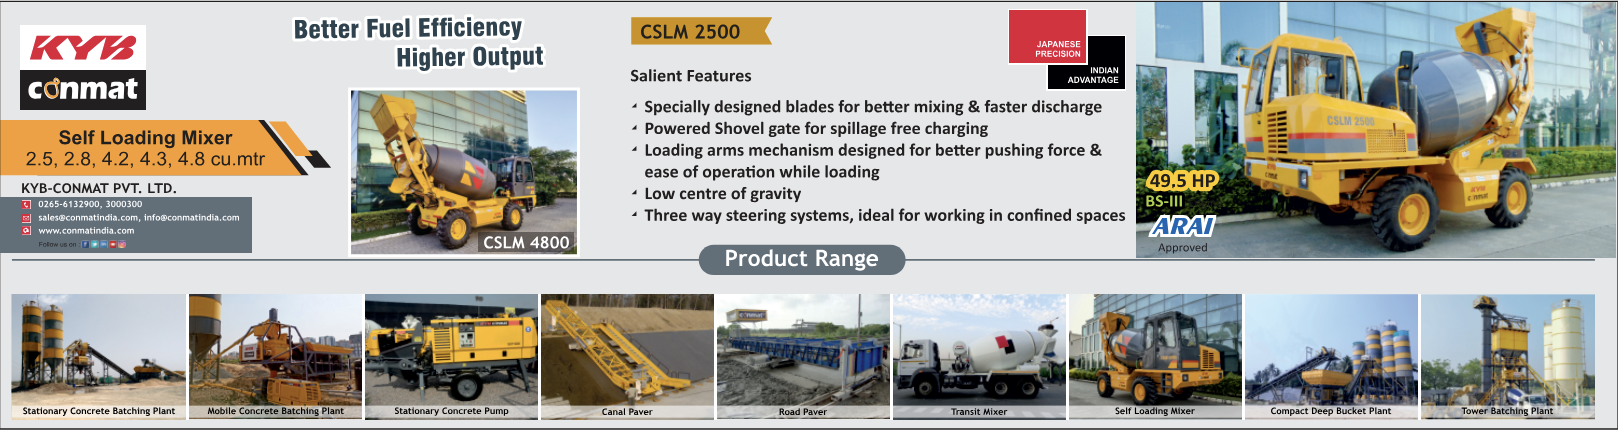 KYB
conmat
Self Loading Mixer
2.5, 2.8, 4.2, 4.3, 4.8 cu.mtr
KYB-CONMAT PVT. LTD.
0265-6132900, 3000300
sales@conmatindia.com, info@conmatindia.com
www.conmatindia.com
Follow us on :
Better Fuel Efficiency
Higher Output
CSLM 4800
CSLM 2500
JAPANESE
PRECISION
INDIAN
ADVANTAGE
Salient Features
Specially designed blades for better mixing & faster discharge
Powered Shovel gate for spillage free charging
Loading arms mechanism designed for better pushing force &
ease of operation while loading
Low centre of gravity
Three way steering systems, ideal for working in confined spaces
CSLM 2500
KYB
49.5 HP
BS-III
ARAI
Approved
Product Range
Stationary Concrete Batching Plant
Mobile Concrete Batching Plant
Stationary Concrete Pump
Canal Paver
Road Paver
Transit Mixer
Self Loading Mixer
Compact Deep Bucket Plant
Tower Batching Plant